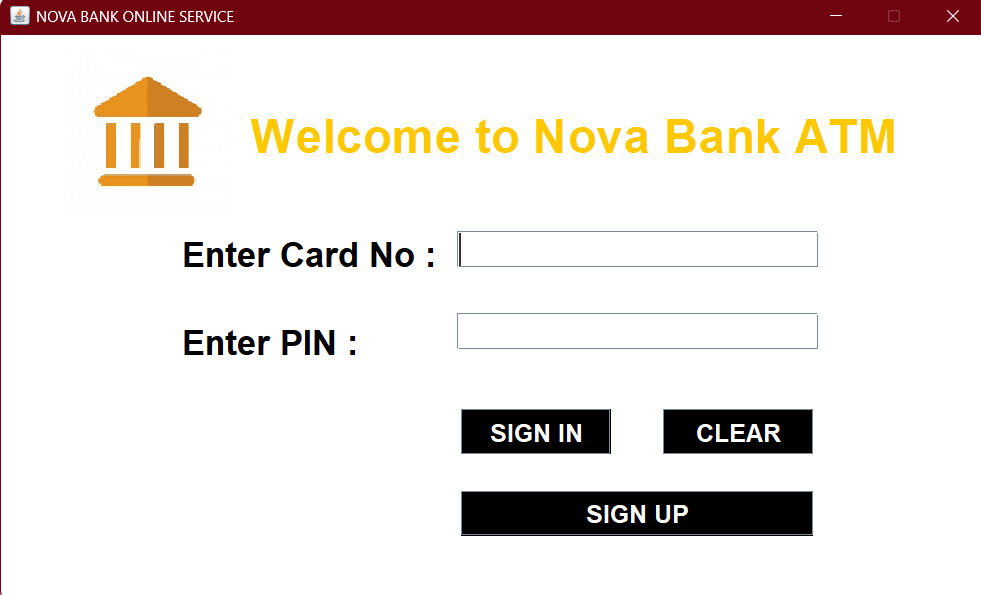 NOVA BANK ONLINE SERVICE
Welcome to Nova Bank ATM
Enter Card No :
Enter PIN :
SIGN IN
CLEAR
SIGN UP